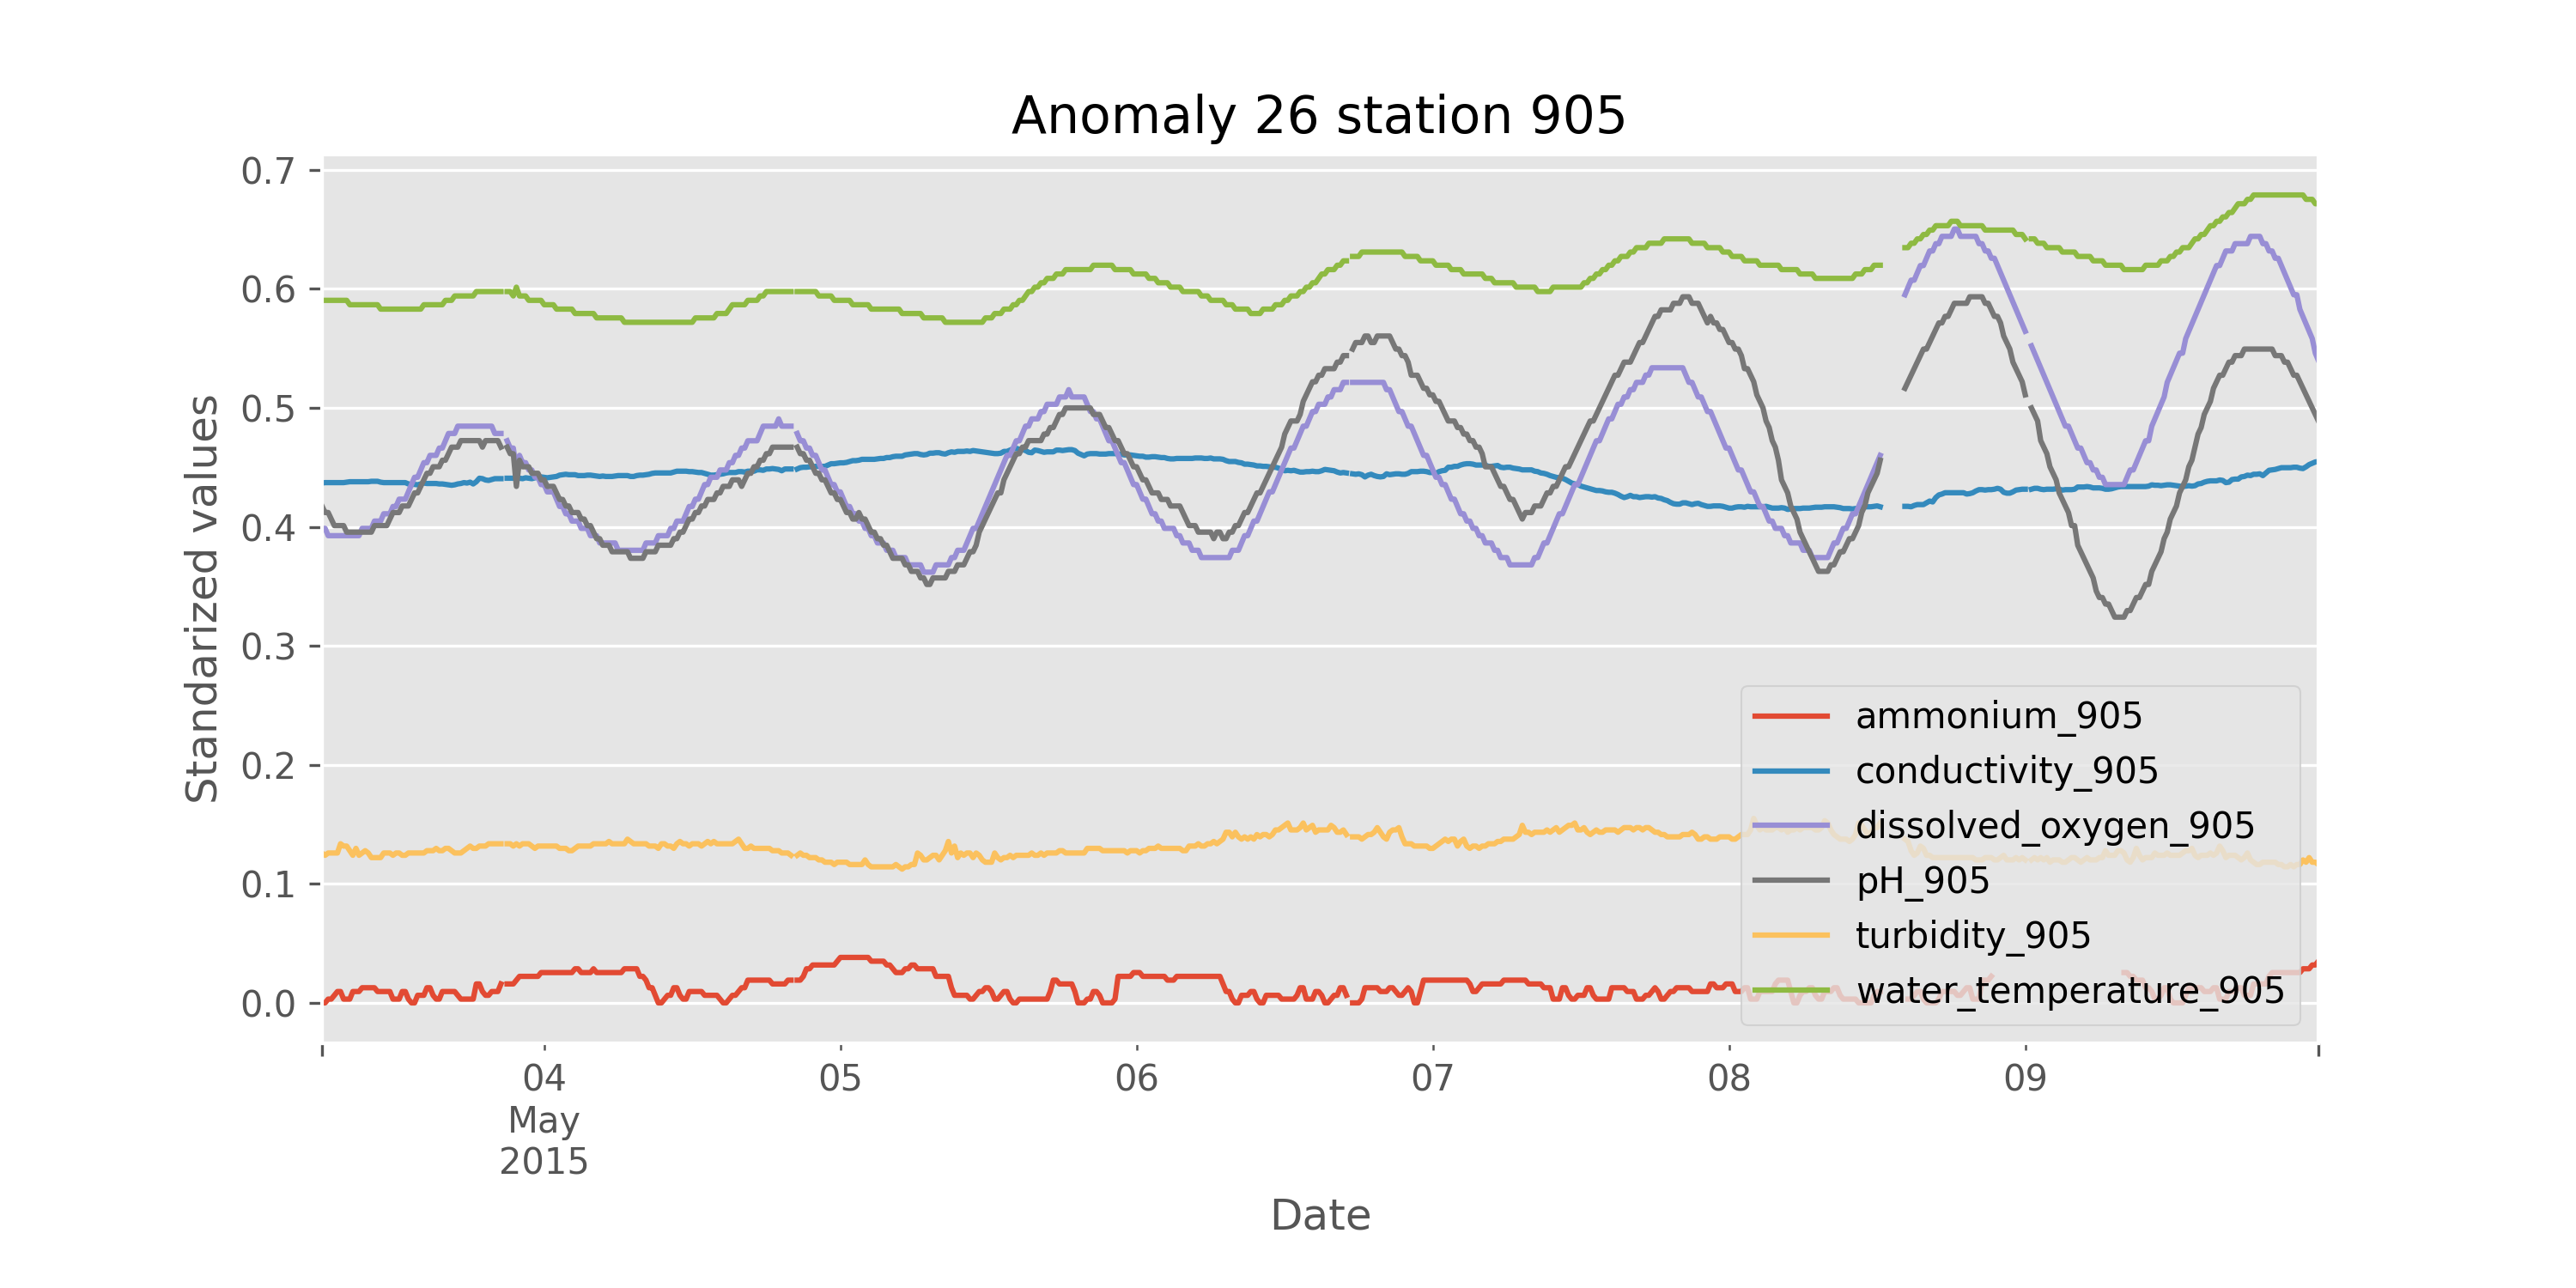 Anomaly 26 station 905
0.7
0.6
0.5
0.4
0.3
0.2
0.1
0.0
Standarized values
ammonium_905
conductivity_905
dissolved_oxygen_905
pH_905
turbidity_905
water_temperature_905
04
05
06
07
08
09
May
2015
Date